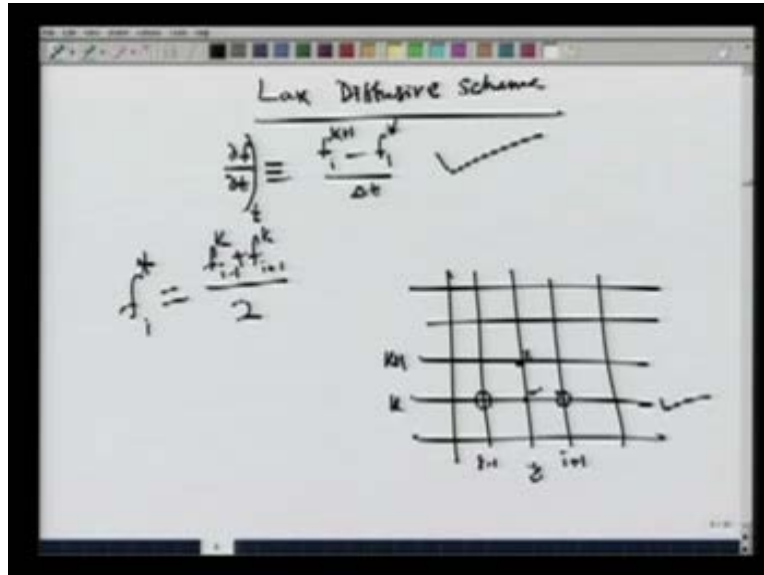 Lax Diffusive Scheme
∂f/∂t)_t ≡ (f_i^{k+1} - f_i^*)/Δt
f_i^* = (f_{i-1}^k + f_{i+1}^k)/2
k+1
k
i-1 i i+1